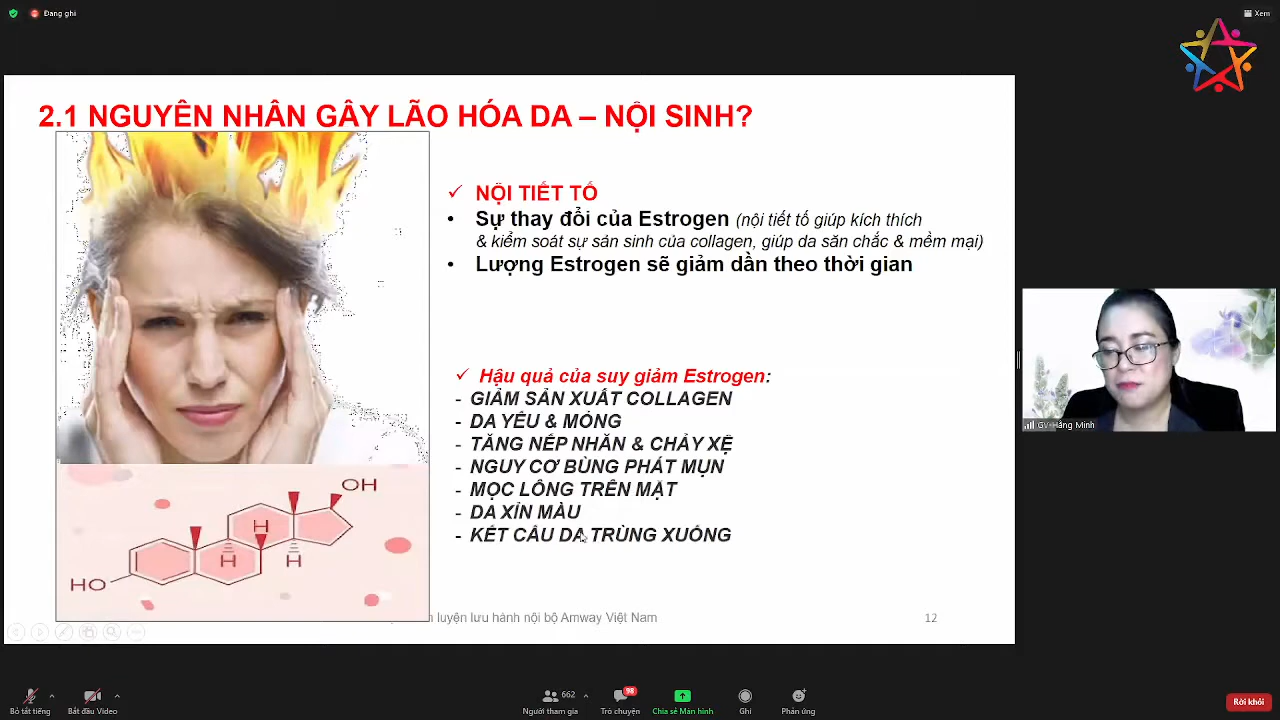 Đang ghi
Xem
2.1 NGUYÊN NHÂN GÂY LÃO HÓA DA – NỘI SINH?
✓ NỘI TIẾT TỐ
• Sự thay đổi của Estrogen (nội tiết tố giúp kích thích
& kiểm soát sự sản sinh của collagen, giúp da săn chắc & mềm mại)
• Lượng Estrogen sẽ giảm dần theo thời gian
✓ Hậu quả của suy giảm Estrogen:
- GIẢM SẢN XUẤT COLLAGEN
- DA YẾU & MỎNG
- TĂNG NẾP NHĂN & CHẢY XỆ
- NGUY CƠ BÙNG PHÁT MỤN
- MỌC LÔNG TRÊN MẶT
- DA XỈN MÀU
- KẾT CẤU DA TRÙNG XUỐNG
OH
H
H
H
HO
luyện lưu hành nội bộ Amway Việt Nam
12
GV-Hằng Minh
Bỏ tắt tiếng
Bắt đầu Video
662
Người tham gia
98
Trò chuyện
Chia sẻ Màn hình
Ghi
Phản ứng
Rời khỏi